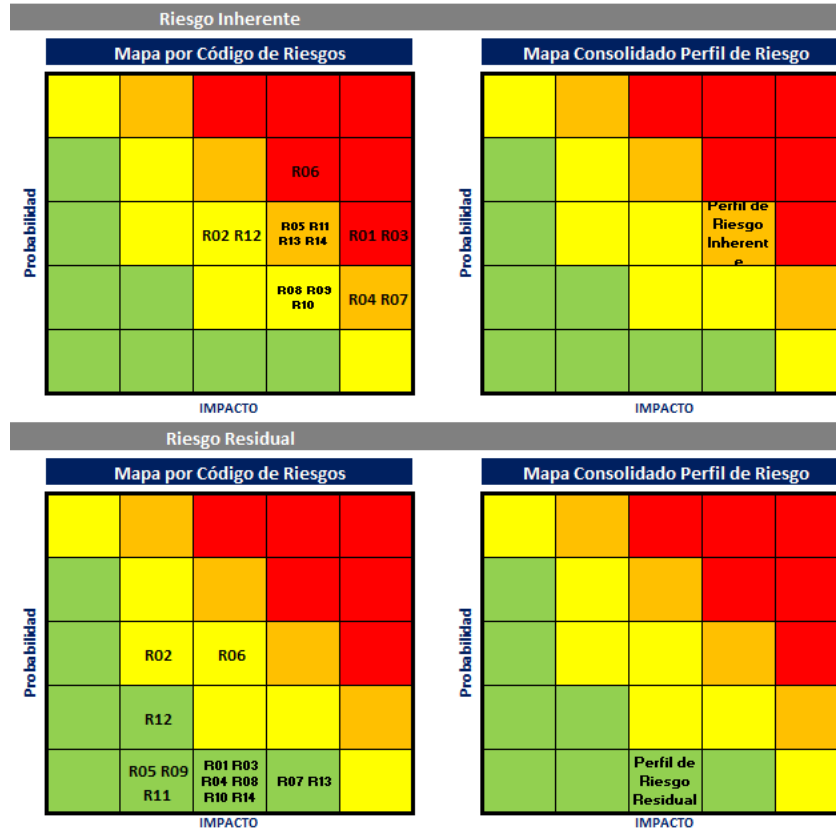 Riesgo Inherente
Mapa por Código de Riesgos
Mapa Consolidado Perfil de Riesgo
Probabilidad
R06
R02 R12
R05 R11
R13 R14
R01 R03
R08 R09
R10
R04 R07
IMPACTO
Probabilidad
Perfil de
Riesgo
Inherent
e
IMPACTO
Riesgo Residual
Mapa por Código de Riesgos
Mapa Consolidado Perfil de Riesgo
Probabilidad
R02
R06
R12
R05 R09
R11
R01 R03
R04 R08
R10 R14
R07 R13
IMPACTO
Probabilidad
Perfil de
Riesgo
Residual
IMPACTO